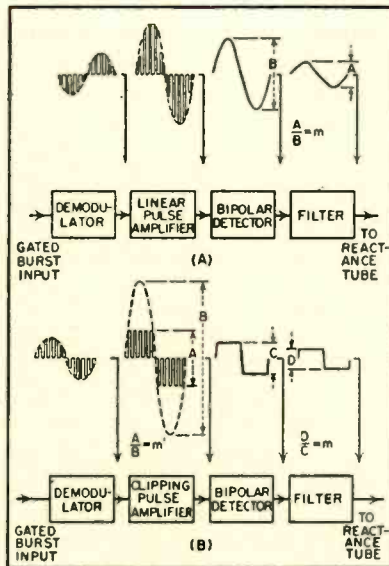 B
A
A/B = m
DEMODU-
LATOR
LINEAR
PULSE
AMPLIFIER
BIPOLAR
DETECTOR
FILTER
GATED
BURST
INPUT
(A)
TO
REACT-
ANCE
TUBE
B
A
C
D
A/B = m'
D/C = m
DEMODU-
LATOR
CLIPPING
PULSE
AMPLIFIER
BIPOLAR
DETECTOR
FILTER
GATED
BURST
INPUT
(B)
TO
REACT-
ANCE
TUBE